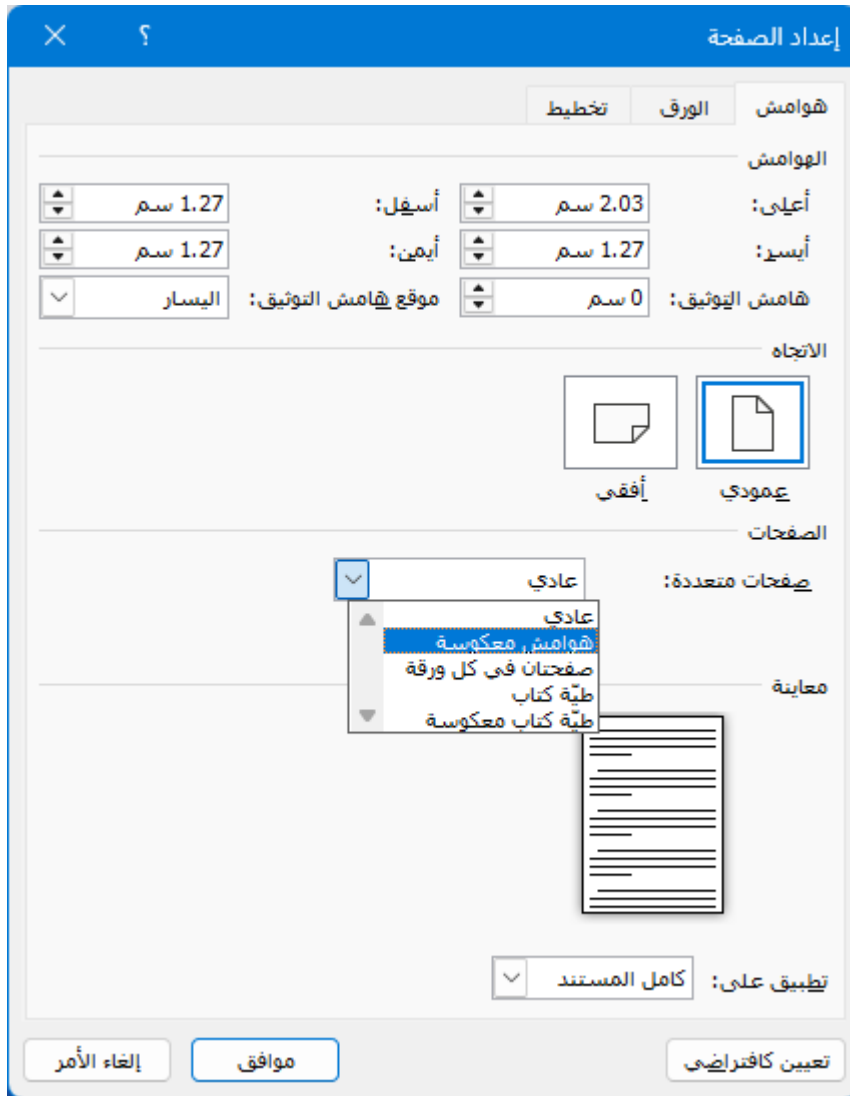 إعداد الصفحة ؟
هوامش الورق تخطيط
الهوامش
أعلى: 2.03 سم أسفل: 1.27 سم
أيسر: 1.27 سم أيمن: 1.27 سم
هامش التوثيق: 0 سم موقع هامش التوثيق: اليسار
الاتجاه
عمودي أفقي
الصفحات
صفحات متعددة: عادي
عادي
هوامش معكوسة
صفحتان في كل ورقة
طيّة كتاب
طيّة كتاب معكوسة
معاينة
تطبيق على: كامل المستند
تعيين كافتراضي موافق إلغاء الأمر